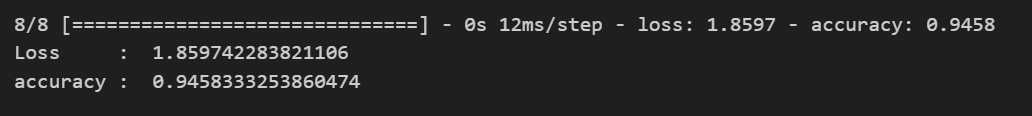 8/8 [==============================] - 0s 12ms/step - loss: 1.8597 - accuracy: 0.9458
Loss     :  1.859742283821106
accuracy :  0.9458333253860474